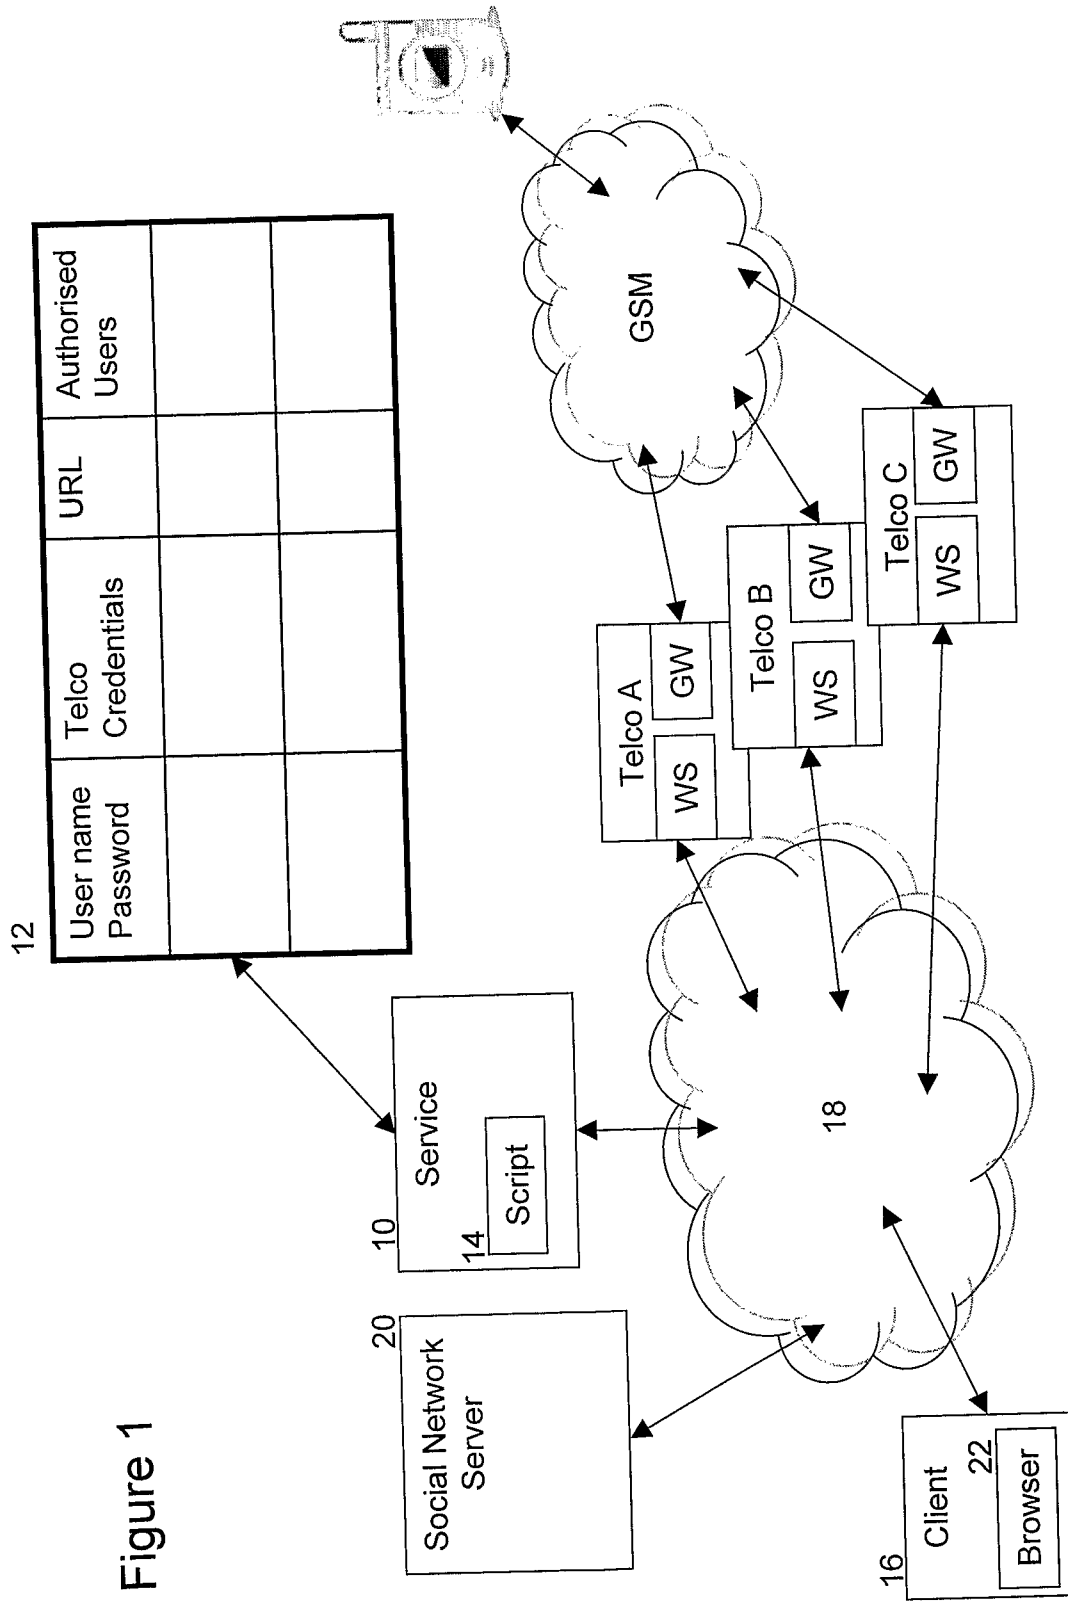 Figure 1
12
User name
Password
Telco
Credentials
URL
Authorised
Users
20
Social Network
Server
10
Service
14
Script
16
Client
22
Browser
18
Telco A
WS
GW
Telco B
WS
GW
Telco C
WS
GW
GSM